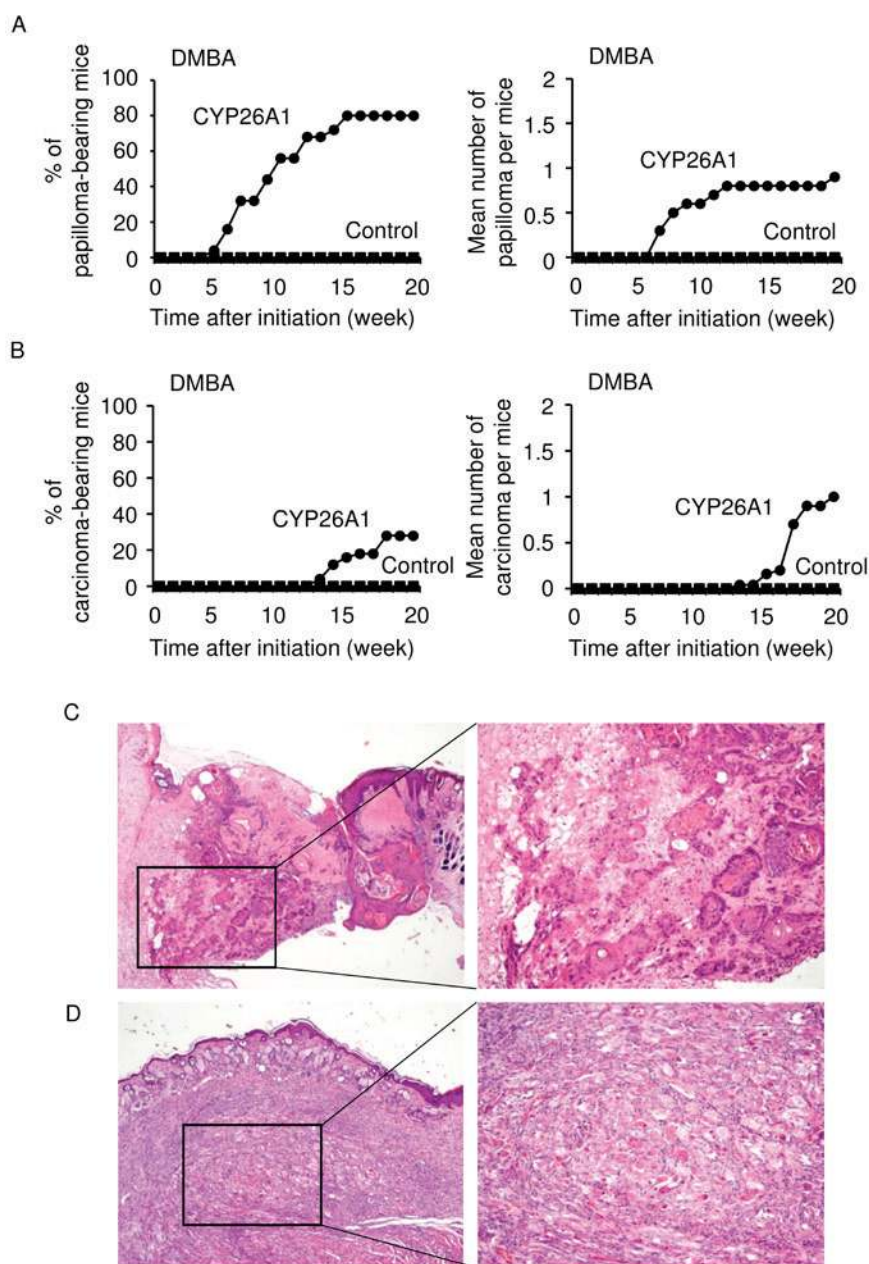 A
DMBA
% of
papilloma-bearing mice
100
80
60
40
20
0
CYP26A1
Control
0
5
10
15
20
Time after initiation (week)
DMBA
Mean number of
papilloma per mice
2
1.5
1
0.5
0
CYP26A1
Control
0
5
10
15
20
Time after initiation (week)
B
DMBA
% of
carcinoma-bearing mice
100
80
60
40
20
0
CYP26A1
Control
0
5
10
15
20
Time after initiation (week)
DMBA
Mean number of
carcinoma per mice
2
1.5
1
0.5
0
CYP26A1
Control
0
5
10
15
20
Time after initiation (week)
C
D